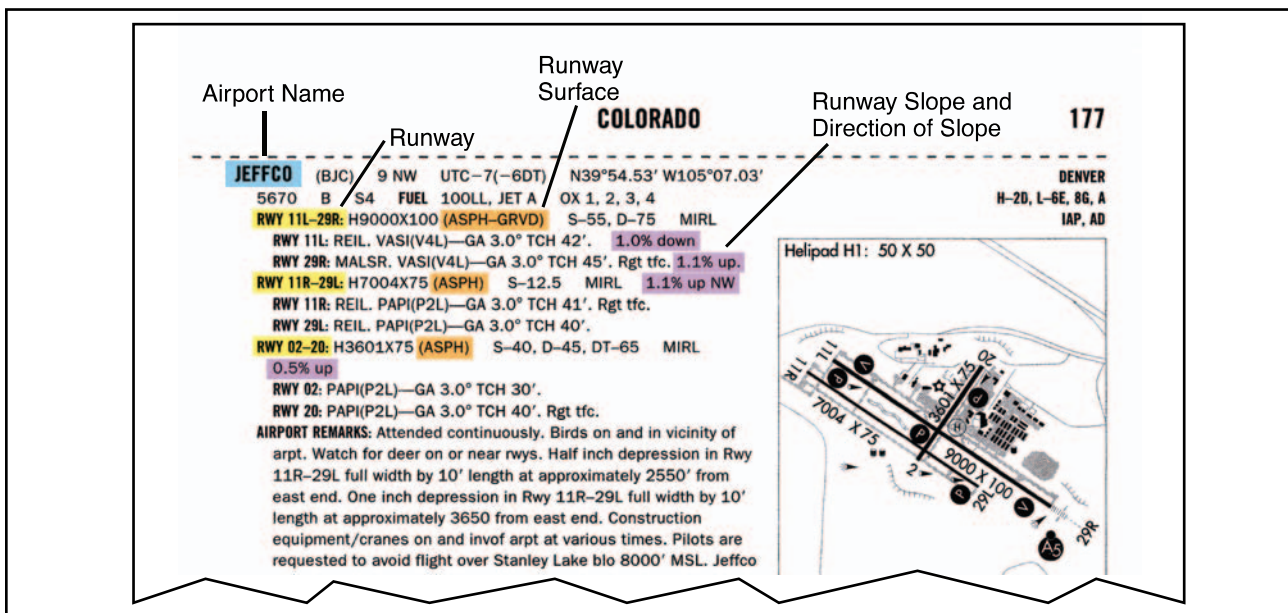 Airport Name
Runway
Runway
Surface
Runway Slope and
Direction of Slope
COLORADO
177
JEFFCO (BJC) 9 NW UTC–7(–6DT) N39°54.53′ W105°07.03′
DENVER
5670 B S4 FUEL 100LL, JET A OX 1, 2, 3, 4
H–2D, L–6E, 8G, A
RWY 11L–29R: H9000X100 (ASPH–GRVD) S–55, D–75 MIRL
IAP, AD
RWY 11L: REIL. VASI(V4L)—GA 3.0° TCH 42′. 1.0% down
RWY 29R: MALSR. VASI(V4L)—GA 3.0° TCH 45′. Rgt tfc. 1.1% up.
RWY 11R–29L: H7004X75 (ASPH) S–12.5 MIRL 1.1% up NW
RWY 11R: REIL. PAPI(P2L)—GA 3.0° TCH 41′. Rgt tfc.
RWY 29L: REIL. PAPI(P2L)—GA 3.0° TCH 40′.
RWY 02–20: H3601X75 (ASPH) S–40, D–45, DT–65 MIRL
0.5% up
RWY 02: PAPI(P2L)—GA 3.0° TCH 30′.
RWY 20: PAPI(P2L)—GA 3.0° TCH 40′. Rgt tfc.
AIRPORT REMARKS: Attended continuously. Birds on and in vicinity of
arpt. Watch for deer on or near rwys. Half inch depression in Rwy
11R–29L full width by 10′ length at approximately 2550′ from
east end. One inch depression in Rwy 11R–29L full width by 10′
length at approximately 3650 from east end. Construction
equipment/cranes on and invof arpt at various times. Pilots are
requested to avoid flight over Stanley Lake blo 8000′ MSL. Jeffco
Helipad H1: 50 X 50
11L
11R
V
P
20
3601 X 75
P
7004 X 75
P
H
9000 X 100
2
P
29L
V
29R
A5